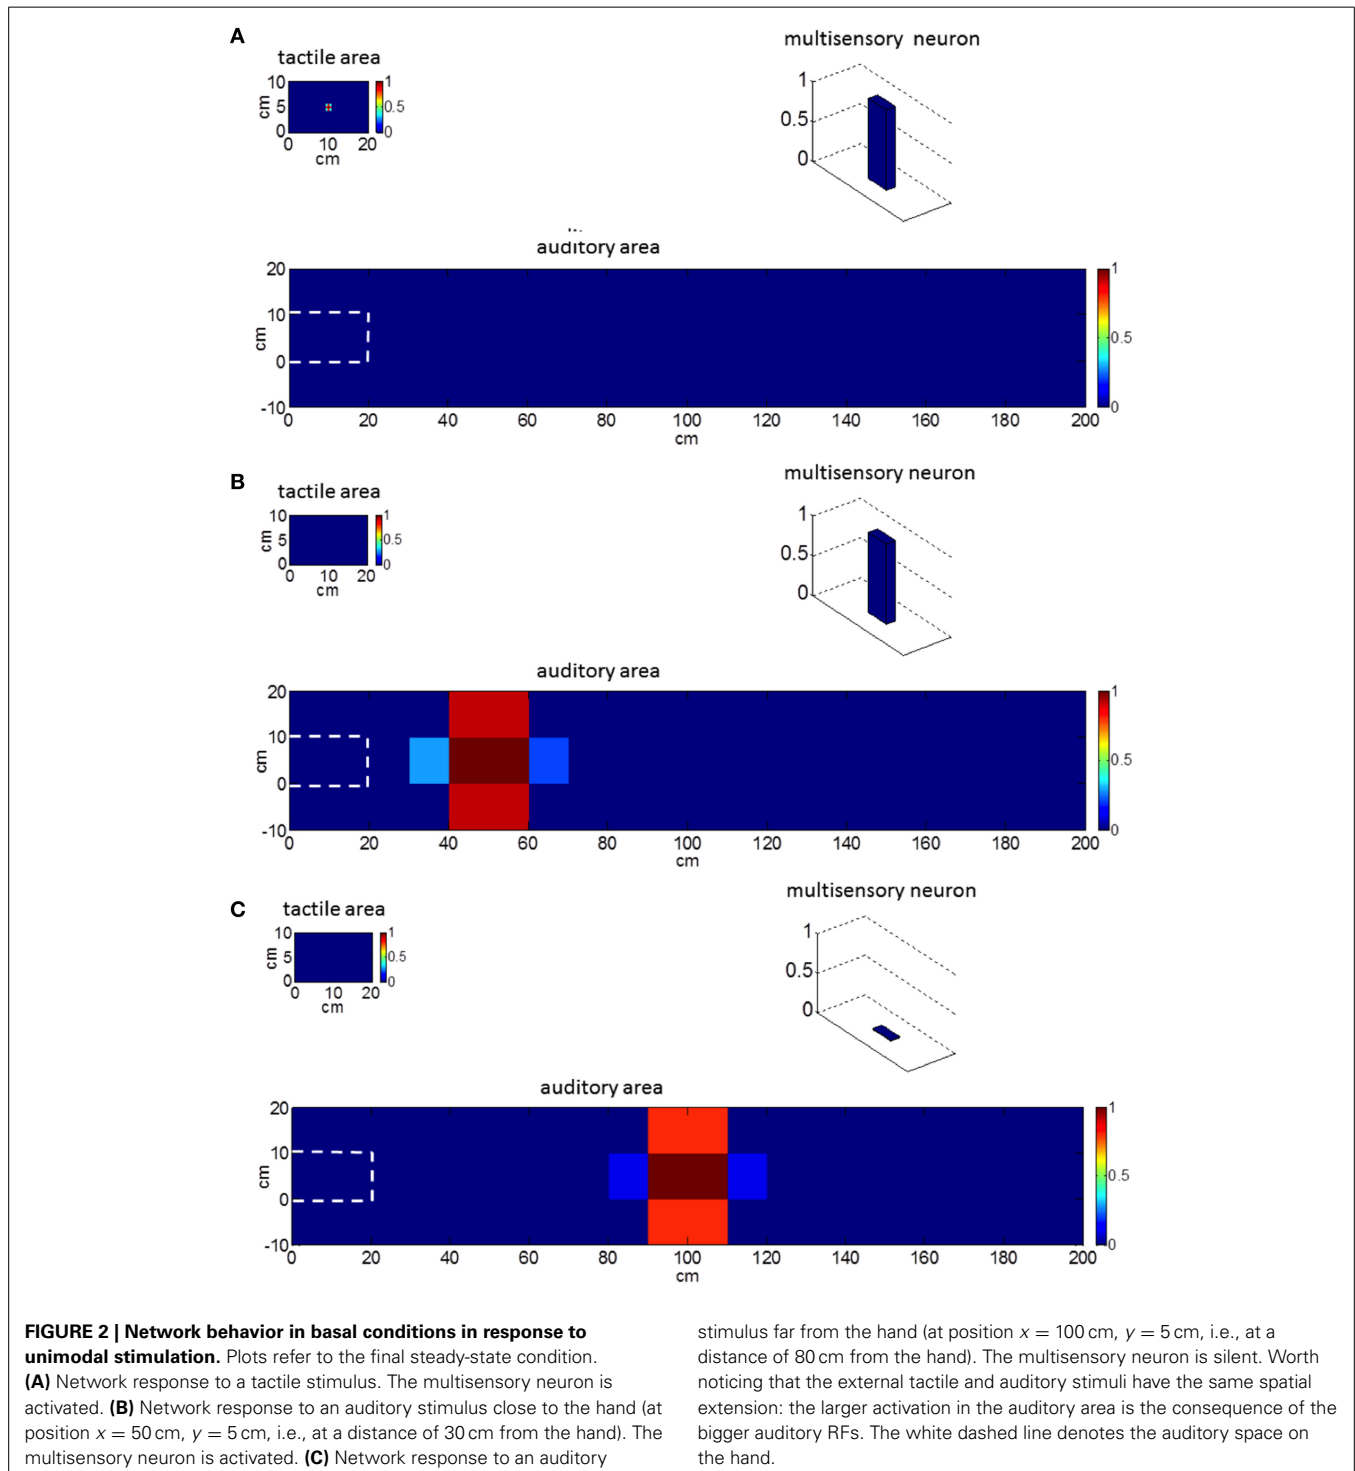 A
tactile area
10
5
0
cm
0 10 20
cm
1
0.5
0
multisensory neuron
1
0.5
0
auditory area
20
10
0
-10
cm
0 20 40 60 80 100 120 140 160 180 200
cm
1
0.5
0
B
tactile area
10
5
0
cm
0 10 20
cm
1
0.5
0
multisensory neuron
1
0.5
0
auditory area
20
10
0
-10
cm
0 20 40 60 80 100 120 140 160 180 200
cm
1
0.5
0
C
tactile area
10
5
0
cm
0 10 20
cm
1
0.5
0
multisensory neuron
1
0.5
0
auditory area
20
10
0
-10
cm
0 20 40 60 80 100 120 140 160 180 200
cm
1
0.5
0
FIGURE 2 | Network behavior in basal conditions in response to
unimodal stimulation. Plots refer to the final steady-state condition.
(A) Network response to a tactile stimulus. The multisensory neuron is
activated. (B) Network response to an auditory stimulus close to the hand (at
position x = 50 cm, y = 5 cm, i.e., at a distance of 30 cm from the hand). The
multisensory neuron is activated. (C) Network response to an auditory
stimulus far from the hand (at position x = 100 cm, y = 5 cm, i.e., at a
distance of 80 cm from the hand). The multisensory neuron is silent. Worth
noticing that the external tactile and auditory stimuli have the same spatial
extension: the larger activation in the auditory area is the consequence of the
bigger auditory RFs. The white dashed line denotes the auditory space on
the hand.